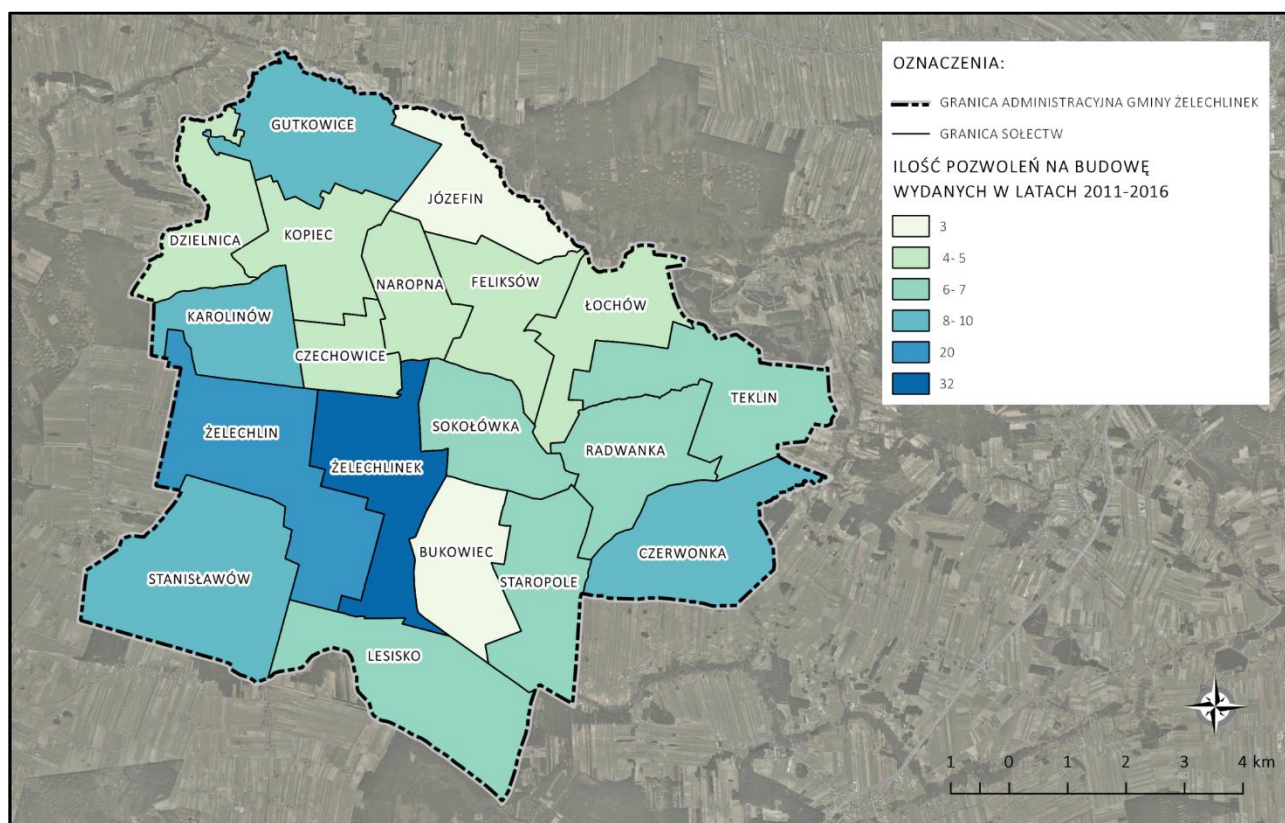 OZNACZENIA:
GRANICA ADMINISTRACYJNA GMINY ŻELECHLINEK
GRANICA SOŁECTW
ILOŚĆ POZWOLEŃ NA BUDOWĘ
WYDANYCH W LATACH 2011-2016
3
4- 5
6- 7
8- 10
20
32
GUTKOWICE
JÓZEFIN
DZIELNICA
KOPIEC
NAROPNA
FELIKSÓW
ŁOCHÓW
KAROLINÓW
CZECHOWICE
TEKLIN
SOKOŁÓWKA
RADWANKA
ŻELECHLIN
ŻELECHLINEK
BUKOWIEC
CZERWONKA
STANISŁAWÓW
STAROPOLE
LESISKO
1 0 1 2 3 4 km